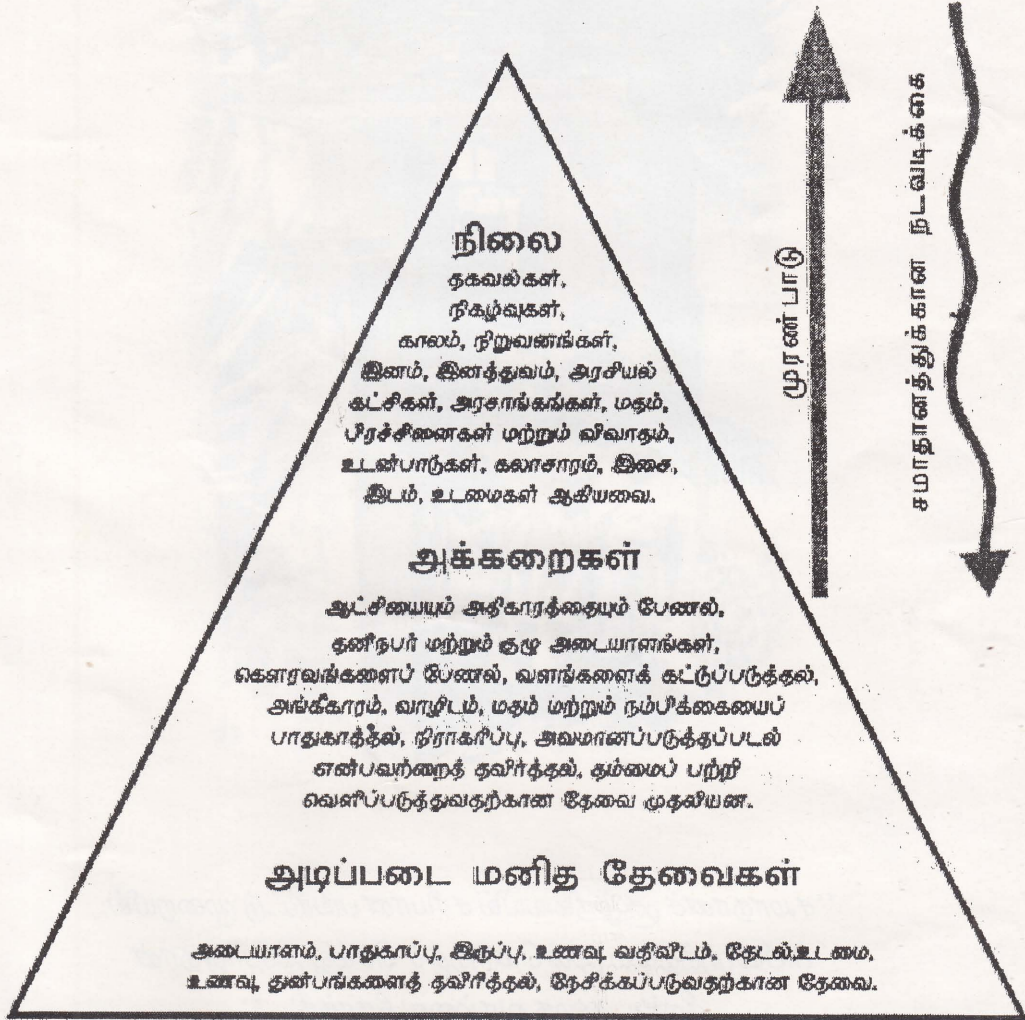 நிலை
தகவல்கள்,
நிகழ்வுகள்,
காலம், நிறுவனங்கள்,
இனம், இனத்துவம், அரசியல்
கட்சிகள், அரசாங்கங்கள், மதம்,
பிரச்சினைகள் மற்றும் விவாதம்,
உடன்பாடுகள், கலாசாரம், இசை,
இடம், உடமைகள் ஆகியவை.
அக்கறைகள்
ஆட்சியையும் அதிகாரத்தையும் பேணல்,
தனிநபர் மற்றும் குழு அடையாளங்கள்,
கௌரவங்களைப் பேணல், வளங்களைக் கட்டுப்படுத்தல்,
அங்கீகாரம், வாழிடம், மதம் மற்றும் நம்பிக்கையைப்
பாதுகாத்தல், நிராகரிப்பு, அவமானப்படுத்தப்படல்
என்பவற்றைத் தவிர்த்தல், தம்மைப் பற்றி
வெளிப்படுத்துவதற்கான தேவை முதலியன.
அடிப்படை மனித தேவைகள்
அடையாளம், பாதுகாப்பு, இருப்பு, உணவு வதிவிடம், தேடல்,உடமை,
உணவு, துன்பங்களைத் தவிரித்தல், நேசிக்கப்படுவதற்கான தேவை.
முரண்பாடு
சமாதானத்துக்கான நடவடிக்கை